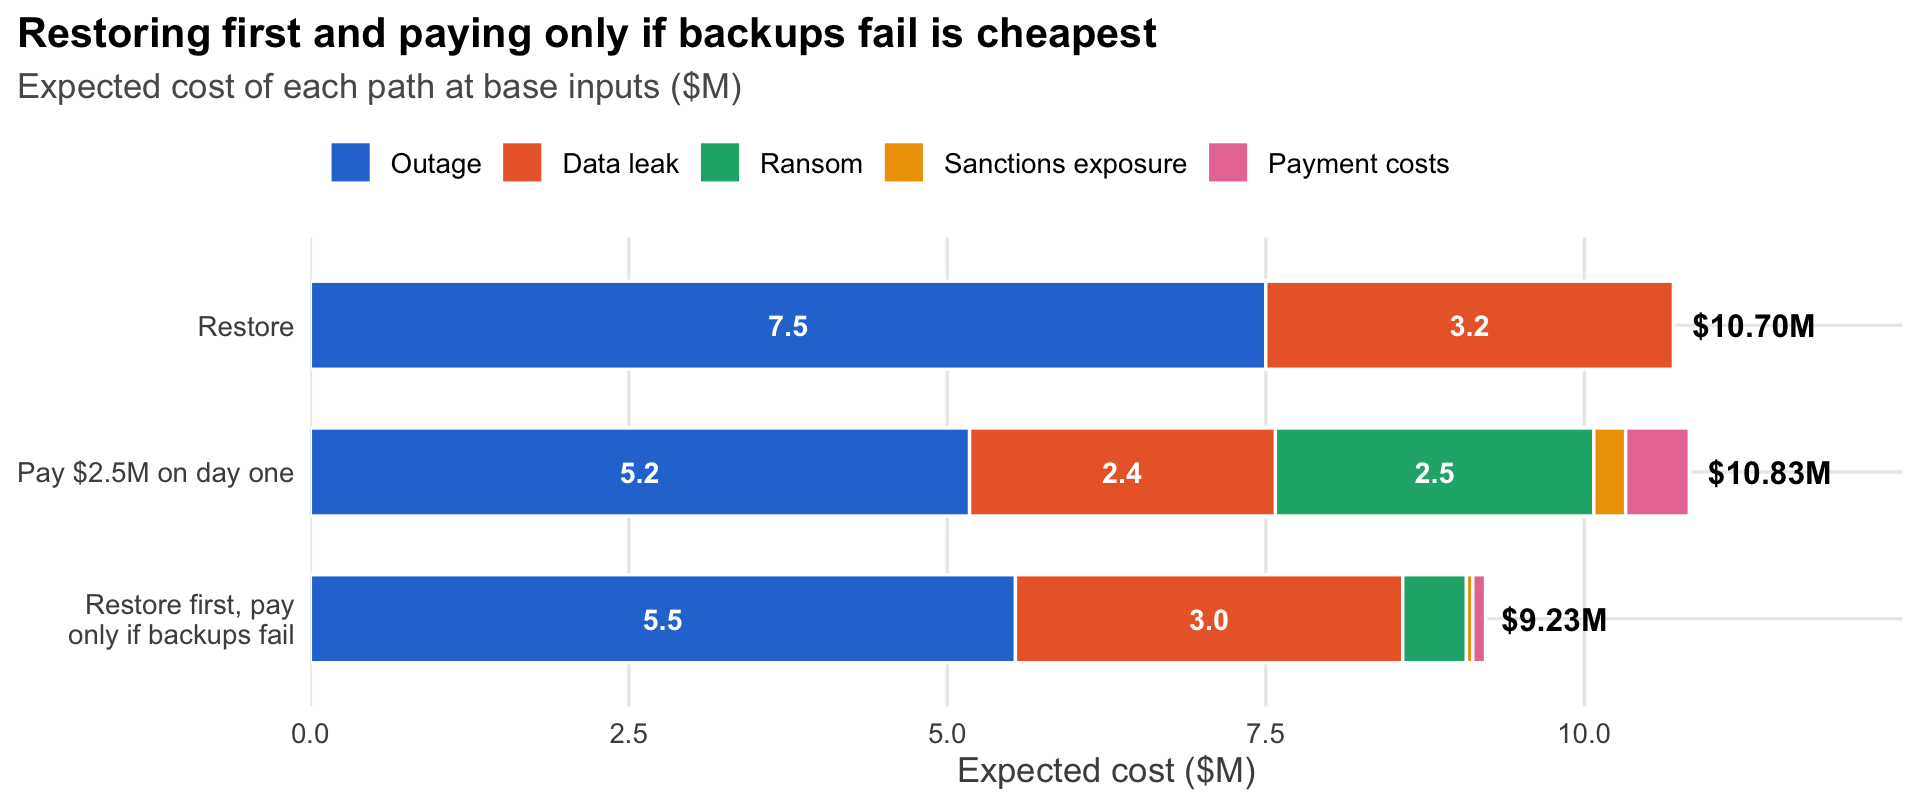 Restoring first and paying only if backups fail is cheapest
Expected cost of each path at base inputs ($M)
Outage
Data leak
Ransom
Sanctions exposure
Payment costs
Restore
7.5
3.2
$10.70M
Pay $2.5M on day one
5.2
2.4
2.5
$10.83M
Restore first, pay
only if backups fail
5.5
3.0
$9.23M
0.0
2.5
5.0
7.5
10.0
Expected cost ($M)